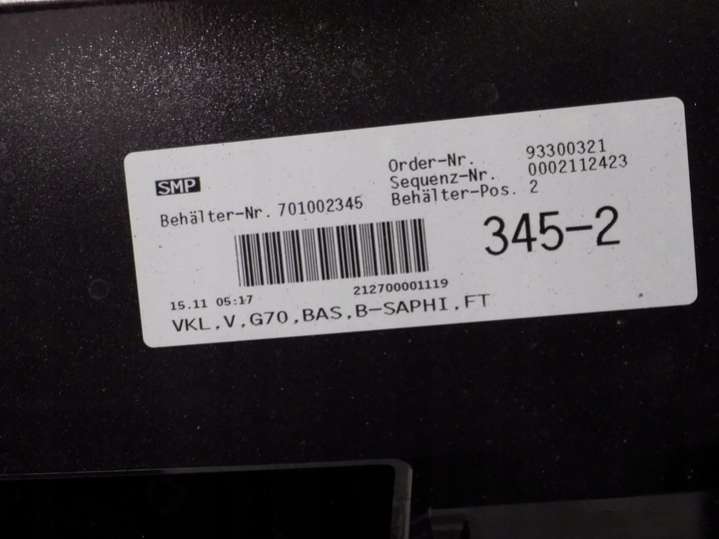 SMP
Order-Nr. 93300321
Sequenz-Nr. 0002112423
Behälter-Nr. 701002345
Behälter-Pos. 2
345-2
15.11 05:17
212700001119
VKL,V,G70,BAS,B-SAPHI,FT